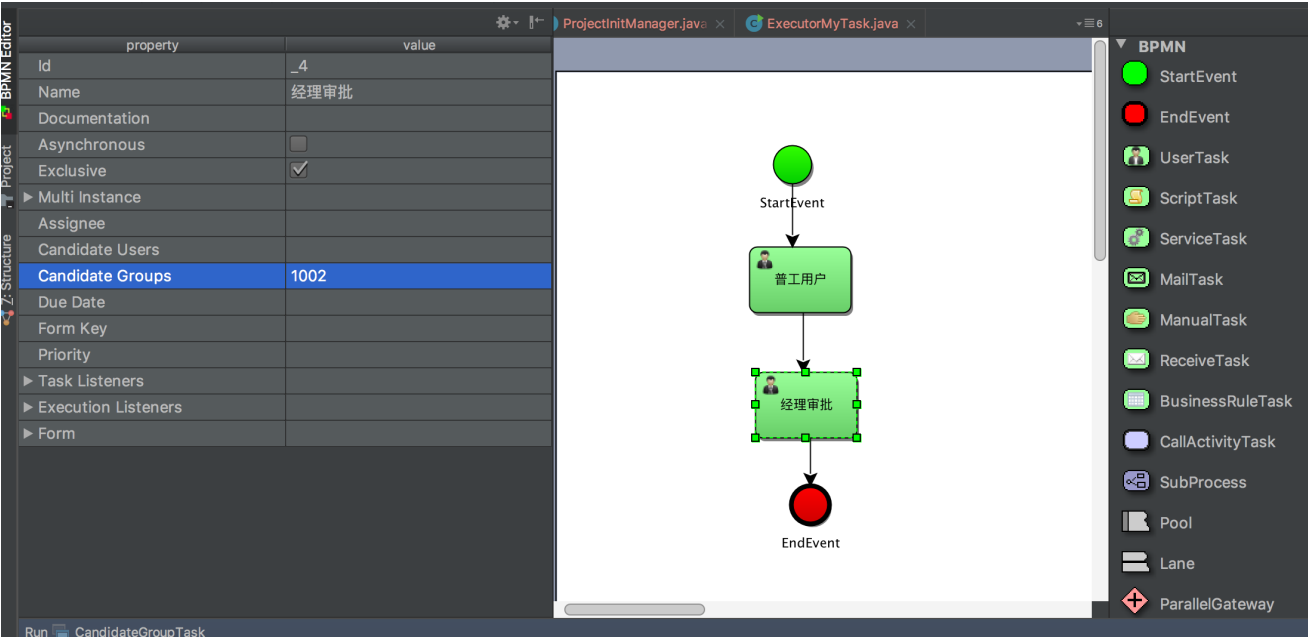 BPMN Editor
Project
Z: Structure
property value
Id _4
Name 经理审批
Documentation
Asynchronous
Exclusive
Multi Instance
Assignee
Candidate Users
Candidate Groups 1002
Due Date
Form Key
Priority
Task Listeners
Execution Listeners
Form
ProjectInitManager.java ExecutorMyTask.java 6
StartEvent
普工用户
经理审批
EndEvent
BPMN
StartEvent
EndEvent
UserTask
ScriptTask
ServiceTask
MailTask
ManualTask
ReceiveTask
BusinessRuleTask
CallActivityTask
SubProcess
Pool
Lane
ParallelGateway
Run CandidateGroupTask